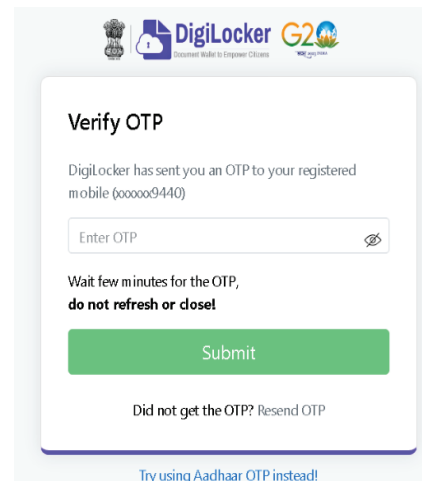 DigiLocker
Document Wallet to Empower Citizens
G20
Verify OTP
DigiLocker has sent you an OTP to your registered
mobile (xxxxxx9440)
Enter OTP
Wait few minutes for the OTP,
do not refresh or close!
Submit
Did not get the OTP? Resend OTP
Try using Aadhaar OTP instead!